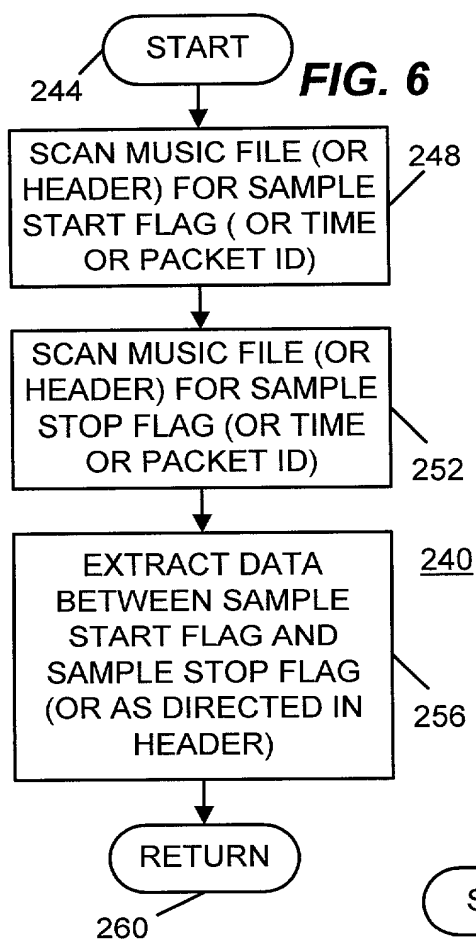 START
244
FIG. 6
SCAN MUSIC FILE (OR
HEADER) FOR SAMPLE
START FLAG ( OR TIME
OR PACKET ID)
248
SCAN MUSIC FILE (OR
HEADER) FOR SAMPLE
STOP FLAG (OR TIME
OR PACKET ID)
252
240
EXTRACT DATA
BETWEEN SAMPLE
START FLAG AND
SAMPLE STOP FLAG
(OR AS DIRECTED IN
HEADER)
256
RETURN
260
S